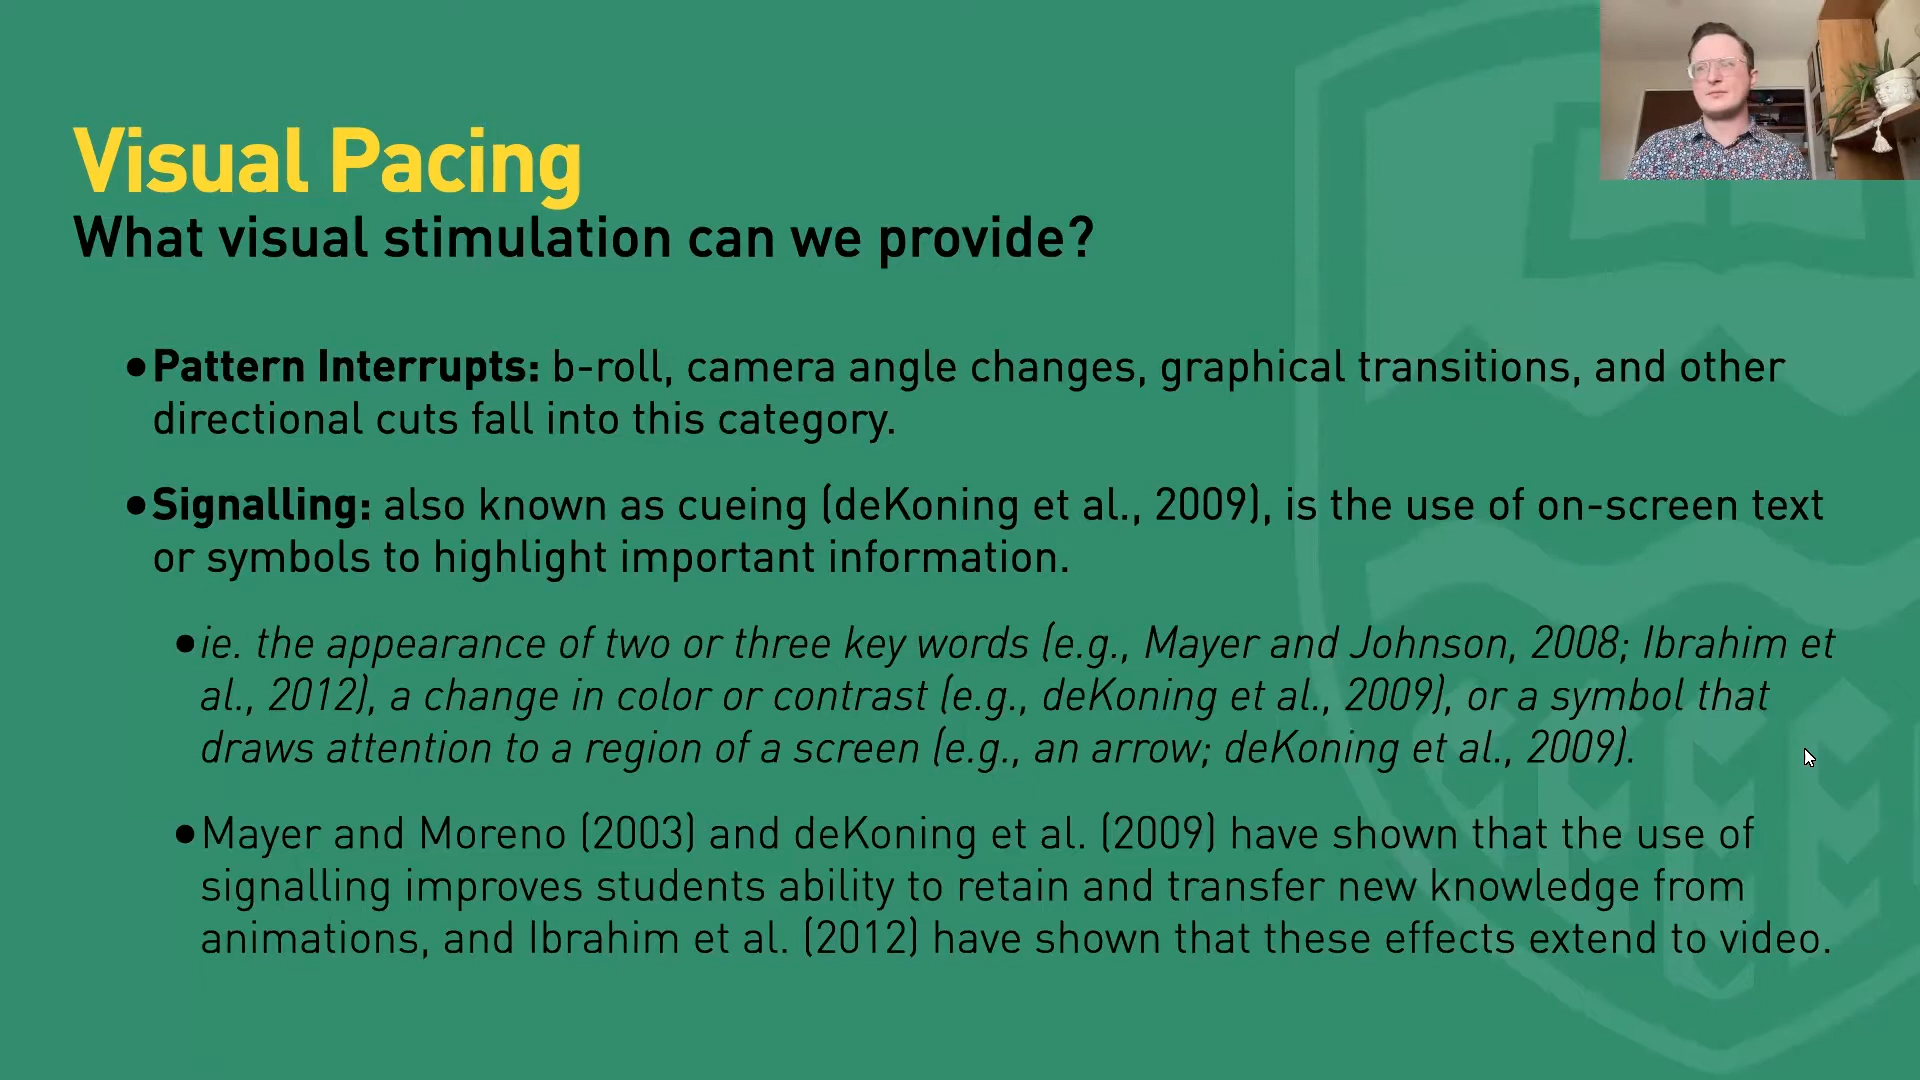 Visual Pacing
What visual stimulation can we provide?
•Pattern Interrupts: b-roll, camera angle changes, graphical transitions, and other
directional cuts fall into this category.
•Signalling: also known as cueing (deKoning et al., 2009), is the use of on-screen text
or symbols to highlight important information.
•ie. the appearance of two or three key words (e.g., Mayer and Johnson, 2008; Ibrahim et
al., 2012), a change in color or contrast (e.g., deKoning et al., 2009), or a symbol that
draws attention to a region of a screen (e.g., an arrow; deKoning et al., 2009).
•Mayer and Moreno (2003) and deKoning et al. (2009) have shown that the use of
signalling improves students ability to retain and transfer new knowledge from
animations, and Ibrahim et al. (2012) have shown that these effects extend to video.